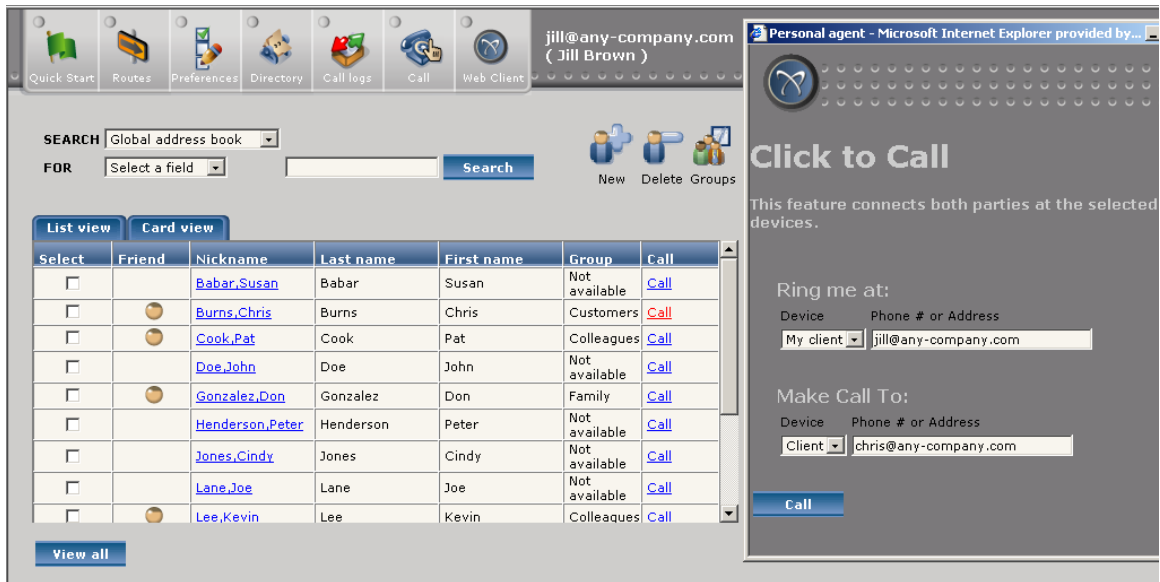 Quick Start Routes Preferences Directory Call logs Call Web Client
jill@any-company.com
( Jill Brown )
SEARCH Global address book
FOR Select a field Search
New Delete Groups
List view Card view
Select Friend Nickname Last name First name Group Call
Babar,Susan Babar Susan Not available Call
Burns,Chris Burns Chris Customers Call
Cook,Pat Cook Pat Colleagues Call
Doe,John Doe John Not available Call
Gonzalez,Don Gonzalez Don Family Call
Henderson,Peter Henderson Peter Not available Call
Jones,Cindy Jones Cindy Not available Call
Lane,Joe Lane Joe Not available Call
Lee,Kevin Lee Kevin Colleagues Call
View all
Personal agent - Microsoft Internet Explorer provided by...
Click to Call
This feature connects both parties at the selected
devices.
Ring me at:
Device Phone # or Address
My client jill@any-company.com
Make Call To:
Device Phone # or Address
Client chris@any-company.com
Call